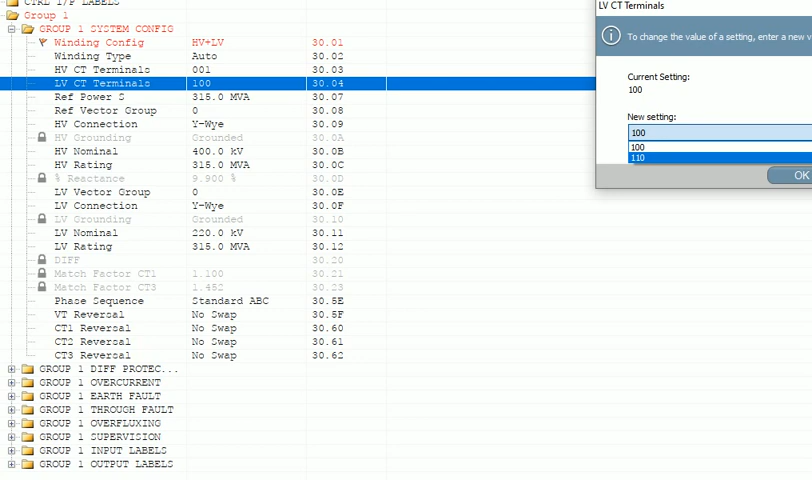 CTRL I/P LABELS
Group 1
GROUP 1 SYSTEM CONFIG
Winding Config HV+LV 30.01
Winding Type Auto 30.02
HV CT Terminals 001 30.03
LV CT Terminals 100 30.04
Ref Power S 315.0 MVA 30.07
Ref Vector Group 0 30.08
HV Connection Y-Wye 30.09
HV Grounding Grounded 30.0A
HV Nominal 400.0 kV 30.0B
HV Rating 315.0 MVA 30.0C
% Reactance 9.900 % 30.0D
LV Vector Group 0 30.0E
LV Connection Y-Wye 30.0F
LV Grounding Grounded 30.10
LV Nominal 220.0 kV 30.11
LV Rating 315.0 MVA 30.12
DIFF 30.20
Match Factor CT1 1.100 30.21
Match Factor CT3 1.452 30.23
Phase Sequence Standard ABC 30.5E
VT Reversal No Swap 30.5F
CT1 Reversal No Swap 30.60
CT2 Reversal No Swap 30.61
CT3 Reversal No Swap 30.62
GROUP 1 DIFF PROTEC...
GROUP 1 OVERCURRENT
GROUP 1 EARTH FAULT
GROUP 1 THROUGH FAULT
GROUP 1 OVERFLUXING
GROUP 1 SUPERVISION
GROUP 1 INPUT LABELS
GROUP 1 OUTPUT LABELS
LV CT Terminals
To change the value of a setting, enter a new v
Current Setting:
100
New setting:
100
100
110
OK